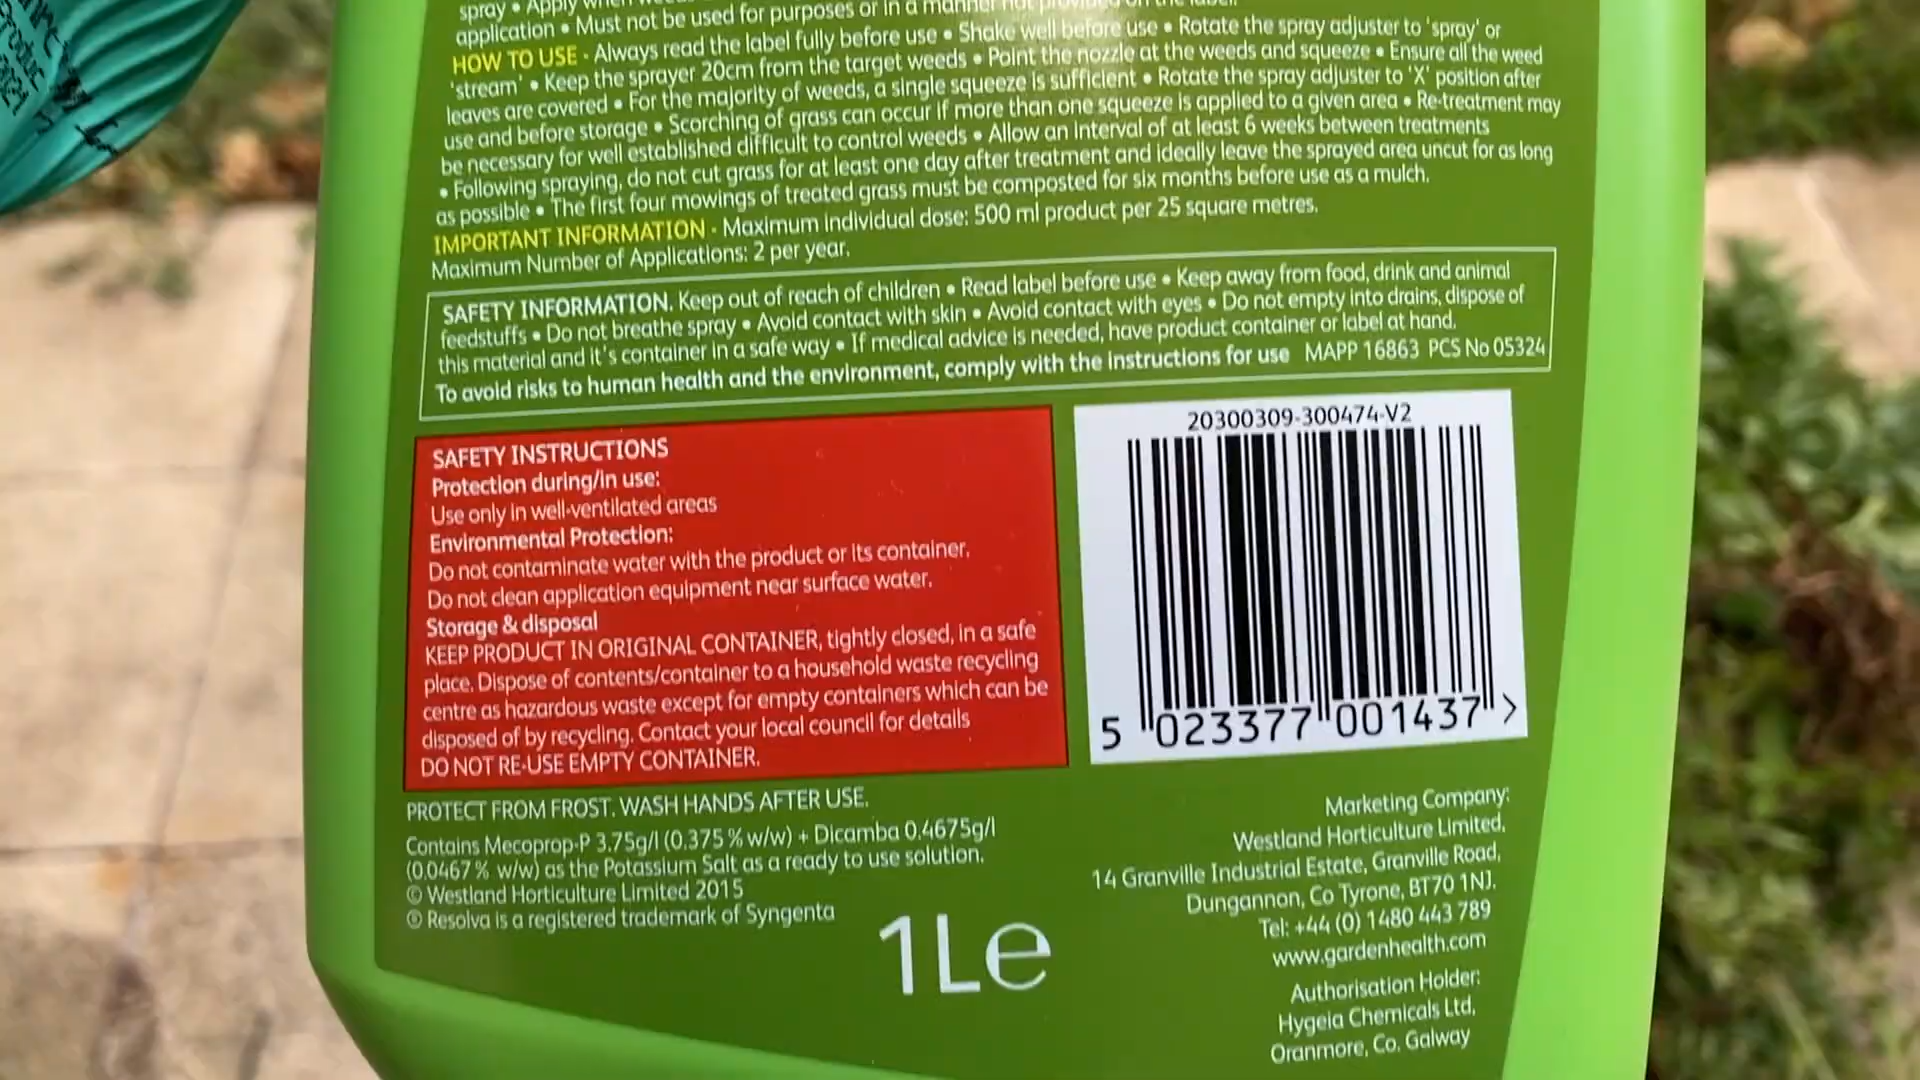 spray • Apply when
application • Must not be used for purposes or in a manner not provided on the label.
HOW TO USE - Always read the label fully before use • Shake well before use • Rotate the spray adjuster to 'spray' or
'stream' • Keep the sprayer 20cm from the target weeds • Point the nozzle at the weeds and squeeze • Ensure all the weed
leaves are covered • For the majority of weeds, a single squeeze is sufficient • Rotate the spray adjuster to 'X' position after
use and before storage • Scorching of grass can occur if more than one squeeze is applied to a given area • Re-treatment may
be necessary for well established difficult to control weeds • Allow an interval of at least 6 weeks between treatments
• Following spraying, do not cut grass for at least one day after treatment and ideally leave the sprayed area uncut for as long
as possible • The first four mowings of treated grass must be composted for six months before use as a mulch.
IMPORTANT INFORMATION - Maximum individual dose: 500 ml product per 25 square metres.
Maximum Number of Applications: 2 per year.
SAFETY INFORMATION. Keep out of reach of children • Read label before use • Keep away from food, drink and animal
feedstuffs • Do not breathe spray • Avoid contact with skin • Avoid contact with eyes • Do not empty into drains, dispose of
this material and it's container in a safe way • If medical advice is needed, have product container or label at hand.
To avoid risks to human health and the environment, comply with the instructions for use MAPP 16863 PCS No 05324
SAFETY INSTRUCTIONS
Protection during/in use:
Use only in well-ventilated areas
Environmental Protection:
Do not contaminate water with the product or its container.
Do not clean application equipment near surface water.
Storage & disposal
KEEP PRODUCT IN ORIGINAL CONTAINER, tightly closed, in a safe
place. Dispose of contents/container to a household waste recycling
centre as hazardous waste except for empty containers which can be
disposed of by recycling. Contact your local council for details
DO NOT RE-USE EMPTY CONTAINER.
20300309-300474-V2
5 023377 001437 >
PROTECT FROM FROST. WASH HANDS AFTER USE.
Contains Mecoprop-P 3.75g/l (0.375% w/w) + Dicamba 0.4675g/l
(0.0467% w/w) as the Potassium Salt as a ready to use solution.
© Westland Horticulture Limited 2015
® Resolva is a registered trademark of Syngenta
1Le
Marketing Company:
Westland Horticulture Limited,
14 Granville Industrial Estate, Granville Road,
Dungannon, Co Tyrone, BT70 1NJ.
Tel: +44 (0) 1480 443 789
www.gardenhealth.com
Authorisation Holder:
Hygeia Chemicals Ltd,
Oranmore, Co. Galway